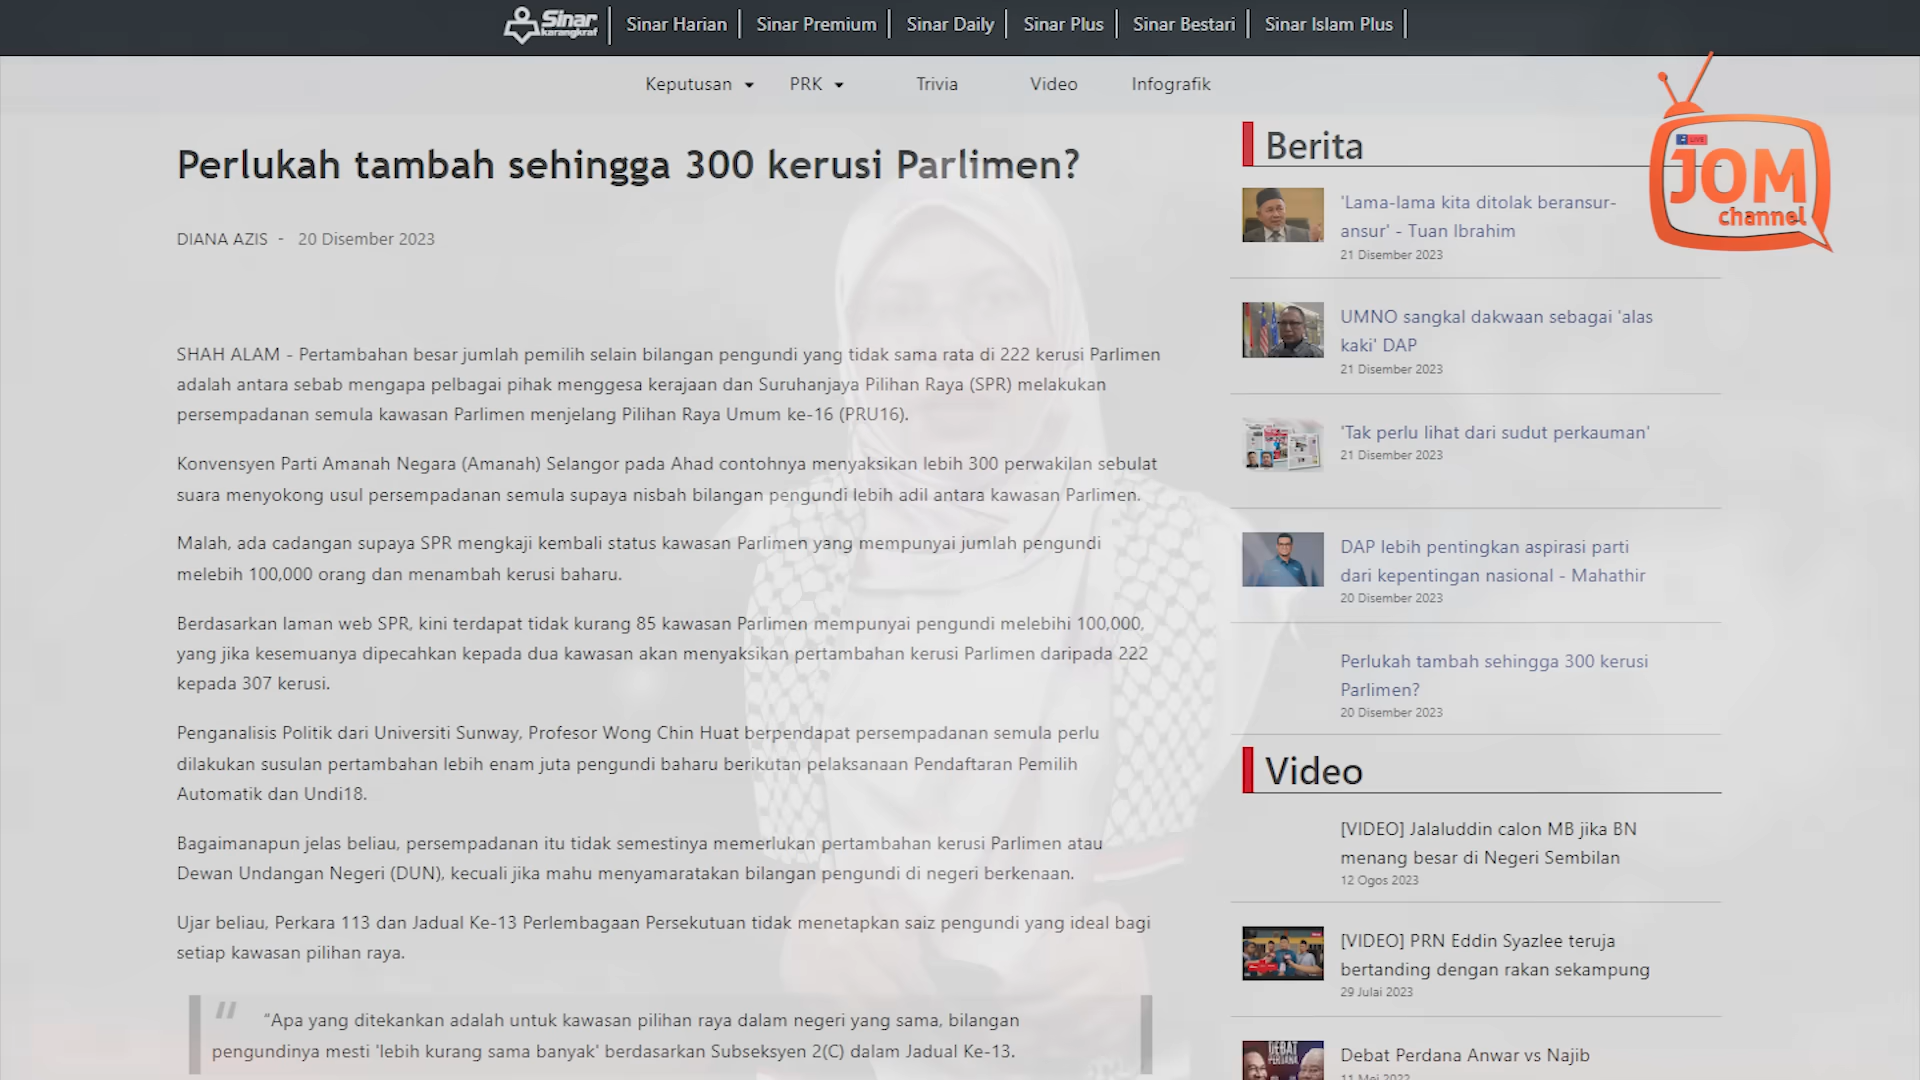 Sinar
karangkraf
Sinar Harian
Sinar Premium
Sinar Daily
Sinar Plus
Sinar Bestari
Sinar Islam Plus
Keputusan
PRK
Trivia
Video
Infografik
LIVE
JOM
channel
Perlukah tambah sehingga 300 kerusi Parlimen?
DIANA AZIS - 20 Disember 2023
SHAH ALAM - Pertambahan besar jumlah pemilih selain bilangan pengundi yang tidak sama rata di 222 kerusi Parlimen
adalah antara sebab mengapa pelbagai pihak menggesa kerajaan dan Suruhanjaya Pilihan Raya (SPR) melakukan
persempadanan semula kawasan Parlimen menjelang Pilihan Raya Umum ke-16 (PRU16).
Konvensyen Parti Amanah Negara (Amanah) Selangor pada Ahad contohnya menyaksikan lebih 300 perwakilan sebulat
suara menyokong usul persempadanan semula supaya nisbah bilangan pengundi lebih adil antara kawasan Parlimen.
Malah, ada cadangan supaya SPR mengkaji kembali status kawasan Parlimen yang mempunyai jumlah pengundi
melebih 100,000 orang dan menambah kerusi baharu.
Berdasarkan laman web SPR, kini terdapat tidak kurang 85 kawasan Parlimen mempunyai pengundi melebihi 100,000,
yang jika kesemuanya dipecahkan kepada dua kawasan akan menyaksikan pertambahan kerusi Parlimen daripada 222
kepada 307 kerusi.
Penganalisis Politik dari Universiti Sunway, Profesor Wong Chin Huat berpendapat persempadanan semula perlu
dilakukan susulan pertambahan lebih enam juta pengundi baharu berikutan pelaksanaan Pendaftaran Pemilih
Automatik dan Undi18.
Bagaimanapun jelas beliau, persempadanan itu tidak semestinya memerlukan pertambahan kerusi Parlimen atau
Dewan Undangan Negeri (DUN), kecuali jika mahu menyamaratakan bilangan pengundi di negeri berkenaan.
Ujar beliau, Perkara 113 dan Jadual Ke-13 Perlembagaan Persekutuan tidak menetapkan saiz pengundi yang ideal bagi
setiap kawasan pilihan raya.
“Apa yang ditekankan adalah untuk kawasan pilihan raya dalam negeri yang sama, bilangan
pengundinya mesti 'lebih kurang sama banyak' berdasarkan Subseksyen 2(C) dalam Jadual Ke-13.
Berita
'Lama-lama kita ditolak beransur-
ansur' - Tuan Ibrahim
21 Disember 2023
UMNO sangkal dakwaan sebagai 'alas
kaki' DAP
21 Disember 2023
'Tak perlu lihat dari sudut perkauman'
21 Disember 2023
DAP lebih pentingkan aspirasi parti
dari kepentingan nasional - Mahathir
20 Disember 2023
Perlukah tambah sehingga 300 kerusi
Parlimen?
20 Disember 2023
Video
[VIDEO] Jalaluddin calon MB jika BN
menang besar di Negeri Sembilan
12 Ogos 2023
[VIDEO] PRN Eddin Syazlee teruja
bertanding dengan rakan sekampung
29 Julai 2023
DEBAT
PERDANA
Debat Perdana Anwar vs Najib
11 Mei 2022